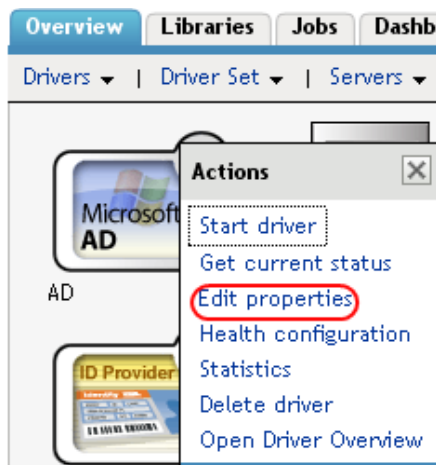 Overview Libraries Jobs Dashb
Drivers | Driver Set | Servers
Actions
Microsoft
AD
Start driver
Get current status
AD
Edit properties
Health configuration
ID Provider
Statistics
Identity
Delete driver
Open Driver Overview